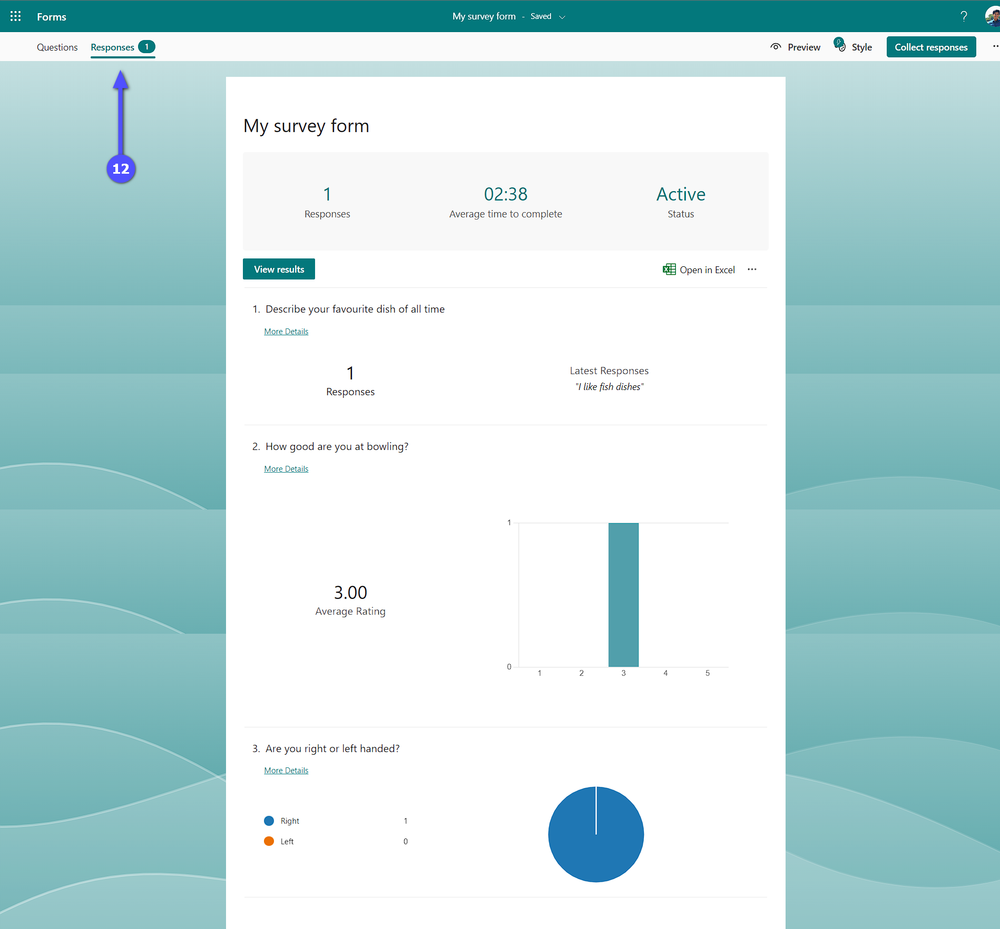 Forms
My survey form - Saved
?
Questions
Responses 1
Preview
Style
Collect responses
12
My survey form
1
Responses
02:38
Average time to complete
Active
Status
View results
Open in Excel
1. Describe your favourite dish of all time
More Details
1
Responses
Latest Responses
"I like fish dishes"
2. How good are you at bowling?
More Details
3.00
Average Rating
1
0
1 2 3 4 5
3. Are you right or left handed?
More Details
Right 1
Left 0